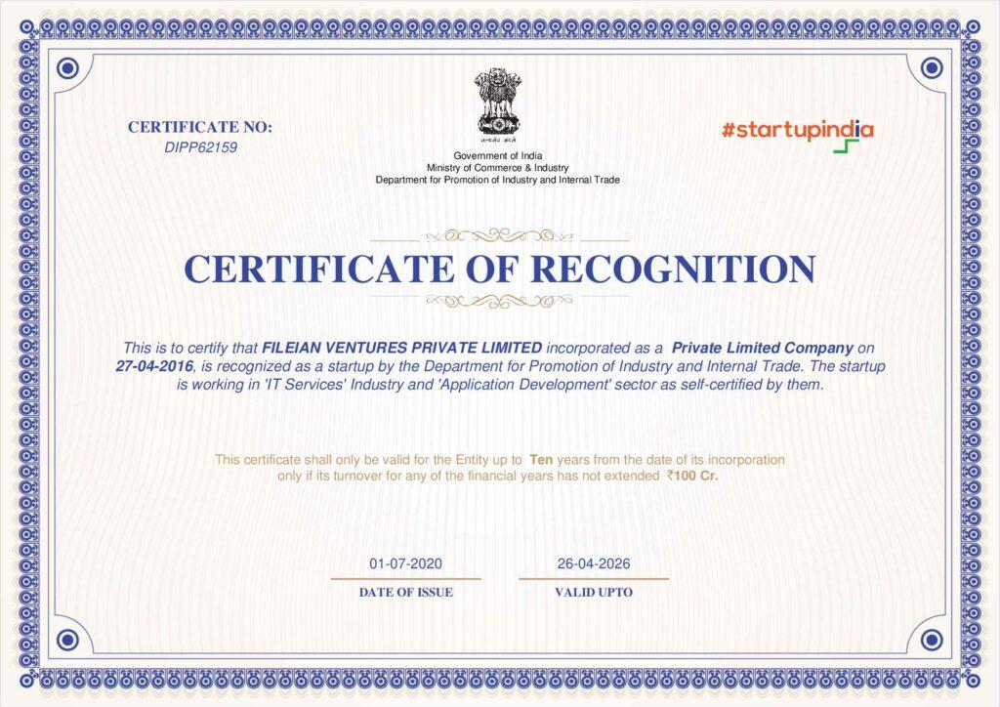 CERTIFICATE NO:
DIPP62159
सत्यमेव जयते
#startupindia
Government of India
Ministry of Commerce & Industry
Department for Promotion of Industry and Internal Trade
CERTIFICATE OF RECOGNITION
This is to certify that FILEIAN VENTURES PRIVATE LIMITED incorporated as a Private Limited Company on
27-04-2016, is recognized as a startup by the Department for Promotion of Industry and Internal Trade. The startup
is working in 'IT Services' Industry and 'Application Development' sector as self-certified by them.
This certificate shall only be valid for the Entity up to Ten years from the date of its incorporation
only if its turnover for any of the financial years has not extended ₹100 Cr.
01-07-2020
DATE OF ISSUE
26-04-2026
VALID UPTO